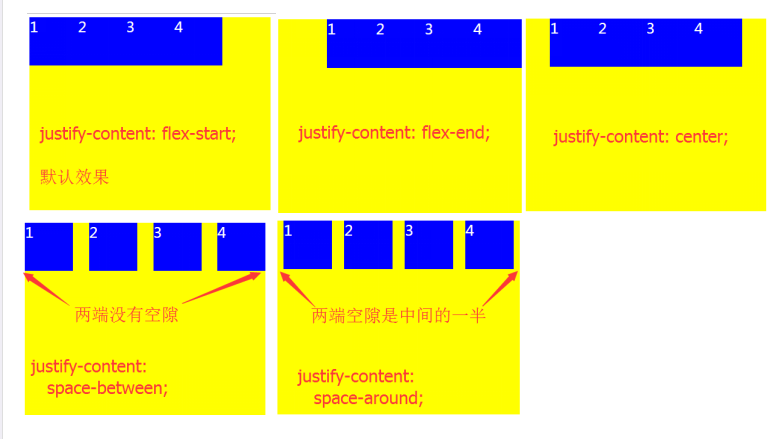 1 2 3 4
justify-content: flex-start;
默认效果
1 2 3 4
justify-content: flex-end;
1 2 3 4
justify-content: center;
1 2 3 4
两端没有空隙
justify-content:
space-between;
1 2 3 4
两端空隙是中间的一半
justify-content:
space-around;